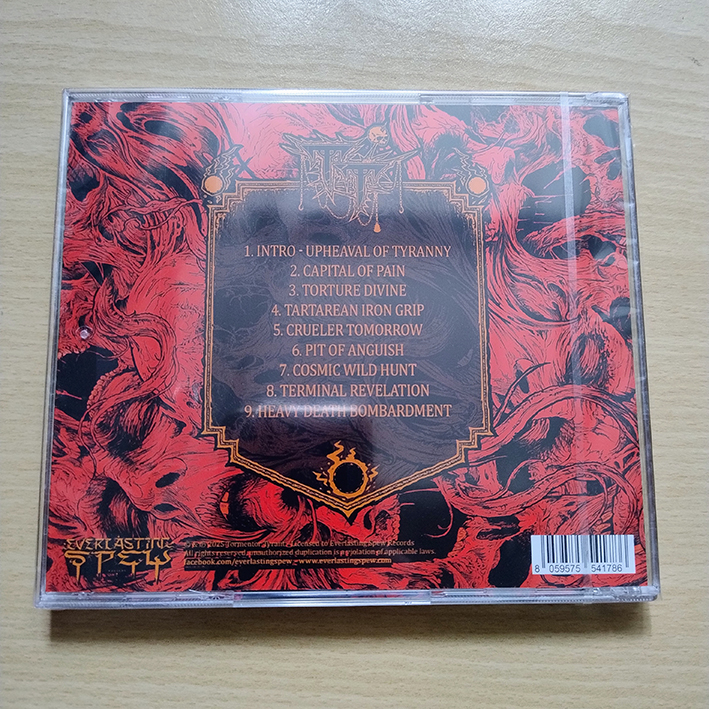 1. INTRO - UPHEAVAL OF TYRANNY
2. CAPITAL OF PAIN
3. TORTURE DIVINE
4. TARTAREAN IRON GRIP
5. CRUELER TOMORROW
6. PIT OF ANGUISH
7. COSMIC WILD HUNT
8. TERMINAL REVELATION
9. HEAVY DEATH BOMBARDMENT
EVERLASTING
SPEW
2025 Tormentor Tyrant. Licensed to Everlasting Spew Records
All rights reserved, unauthorized duplication is a violation of applicable laws.
facebook.com/everlastingspew - www.everlastingspew.com
8 059575 541786